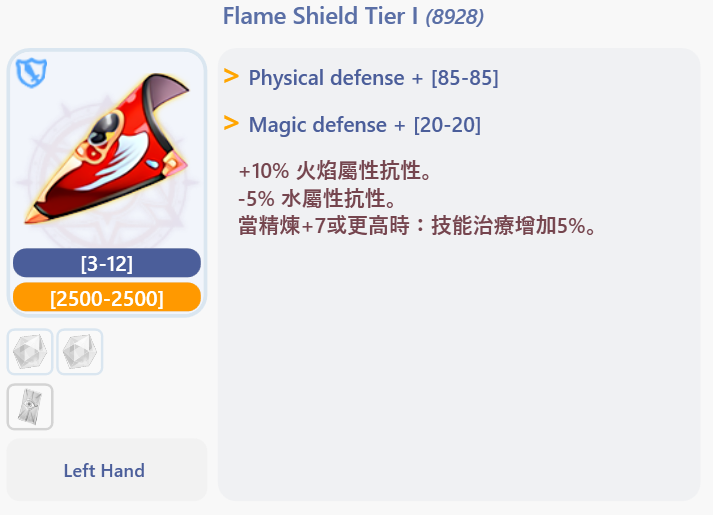 Flame Shield Tier I (8928)
> Physical defense + [85-85]
> Magic defense + [20-20]
+10% 火焰屬性抗性。
-5% 水屬性抗性。
當精煉+7或更高時：技能治療增加5%。
[3-12]
[2500-2500]
Left Hand